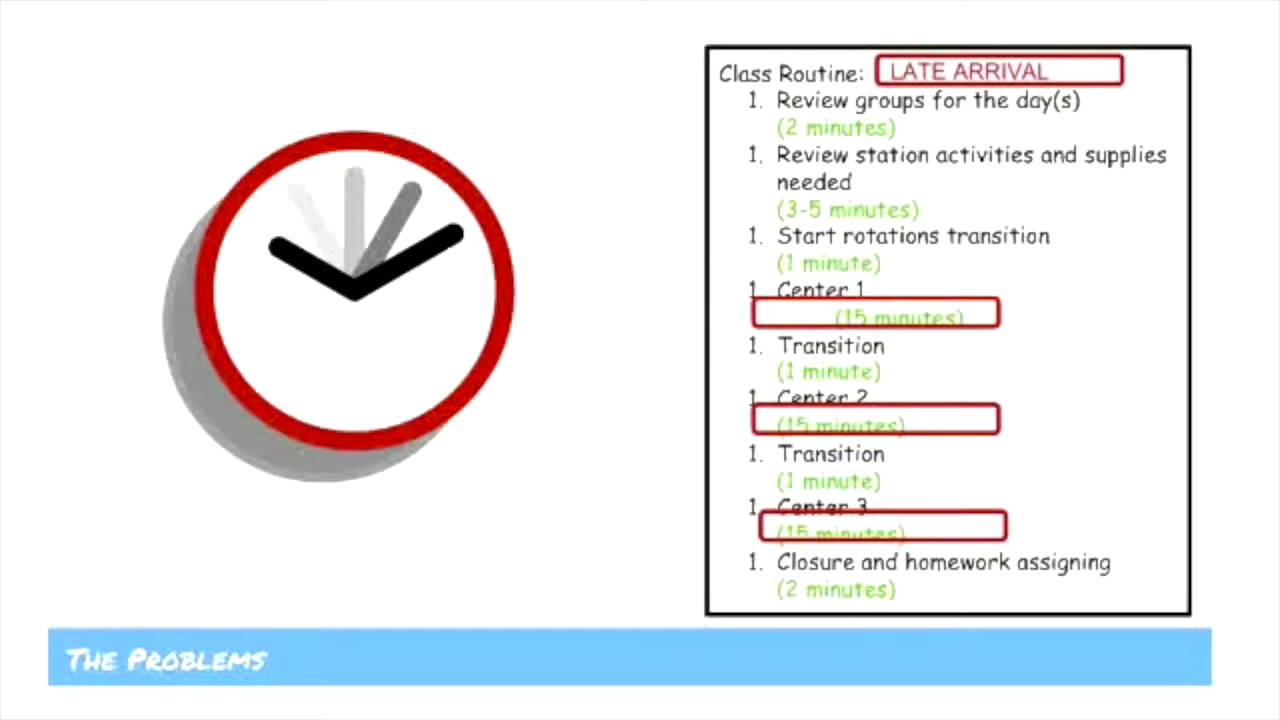 Class Routine: LATE ARRIVAL
1. Review groups for the day(s)
(2 minutes)
1. Review station activities and supplies
needed
(3-5 minutes)
1. Start rotations transition
(1 minute)
1. Center 1
(15 minutes)
1. Transition
(1 minute)
1. Center 2
(15 minutes)
1. Transition
(1 minute)
1. Center 3
(15 minutes)
1. Closure and homework assigning
(2 minutes)
The Problems